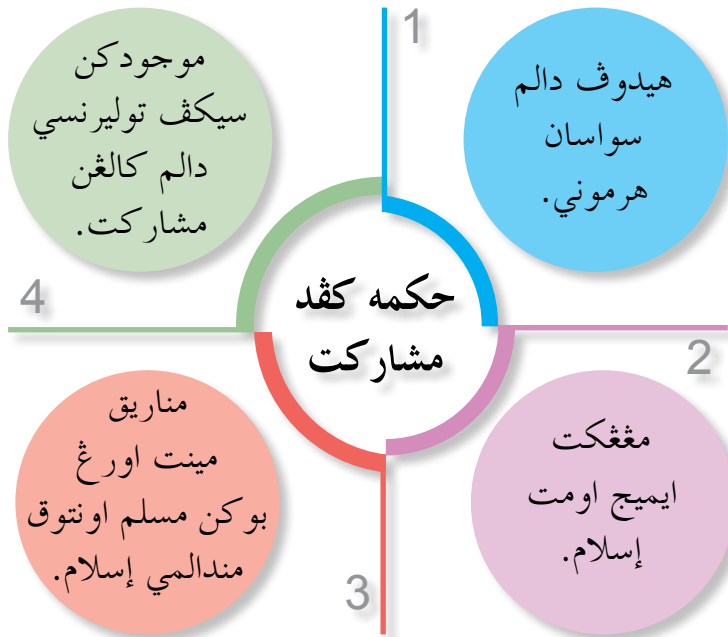 حكمه كڤد
مشاركت
1
هيدوڤ دالم
سواسان
هرموني.
2
مڠڠكت
ايميج اومت
إسلام.
3
مناريق
مينت اورڠ
بوكن مسلم اونتوق
مندالمي إسلام.
4
موجودكن
سيكڤ توليرنسي
دالم كالڠن
مشاركت.